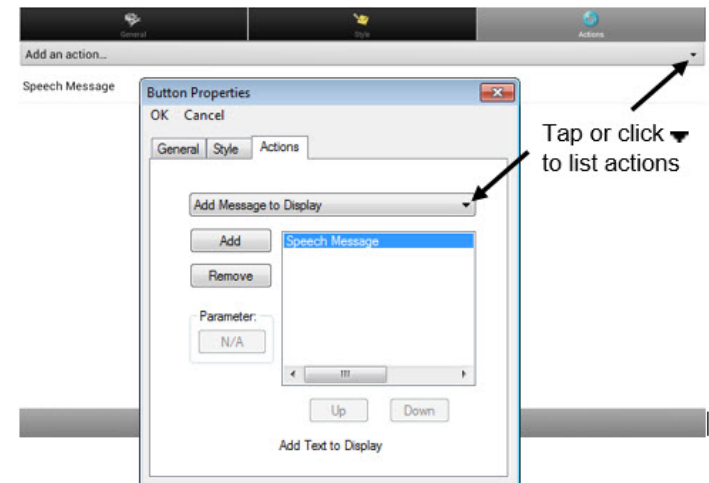 General Style Actions
Add an action...
Speech Message
Button Properties
OK Cancel
General Style Actions
Add Message to Display
Add
Speech Message
Remove
Parameter:
N/A
Up Down
Add Text to Display
Tap or click
to list actions